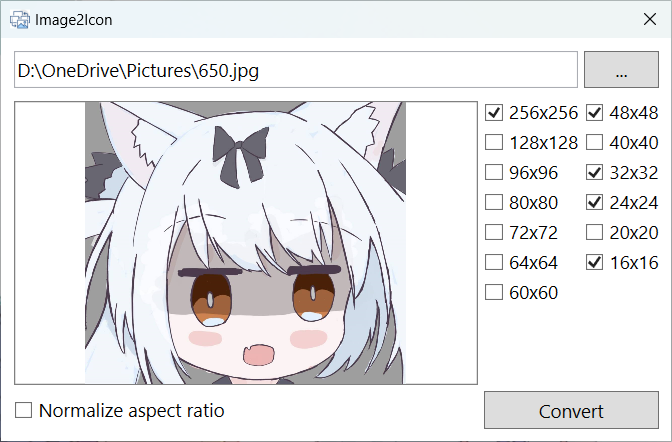 Image2Icon
D:\OneDrive\Pictures\650.jpg
...
256x256 48x48
128x128 40x40
96x96 32x32
80x80 24x24
72x72 20x20
64x64 16x16
60x60
Normalize aspect ratio
Convert